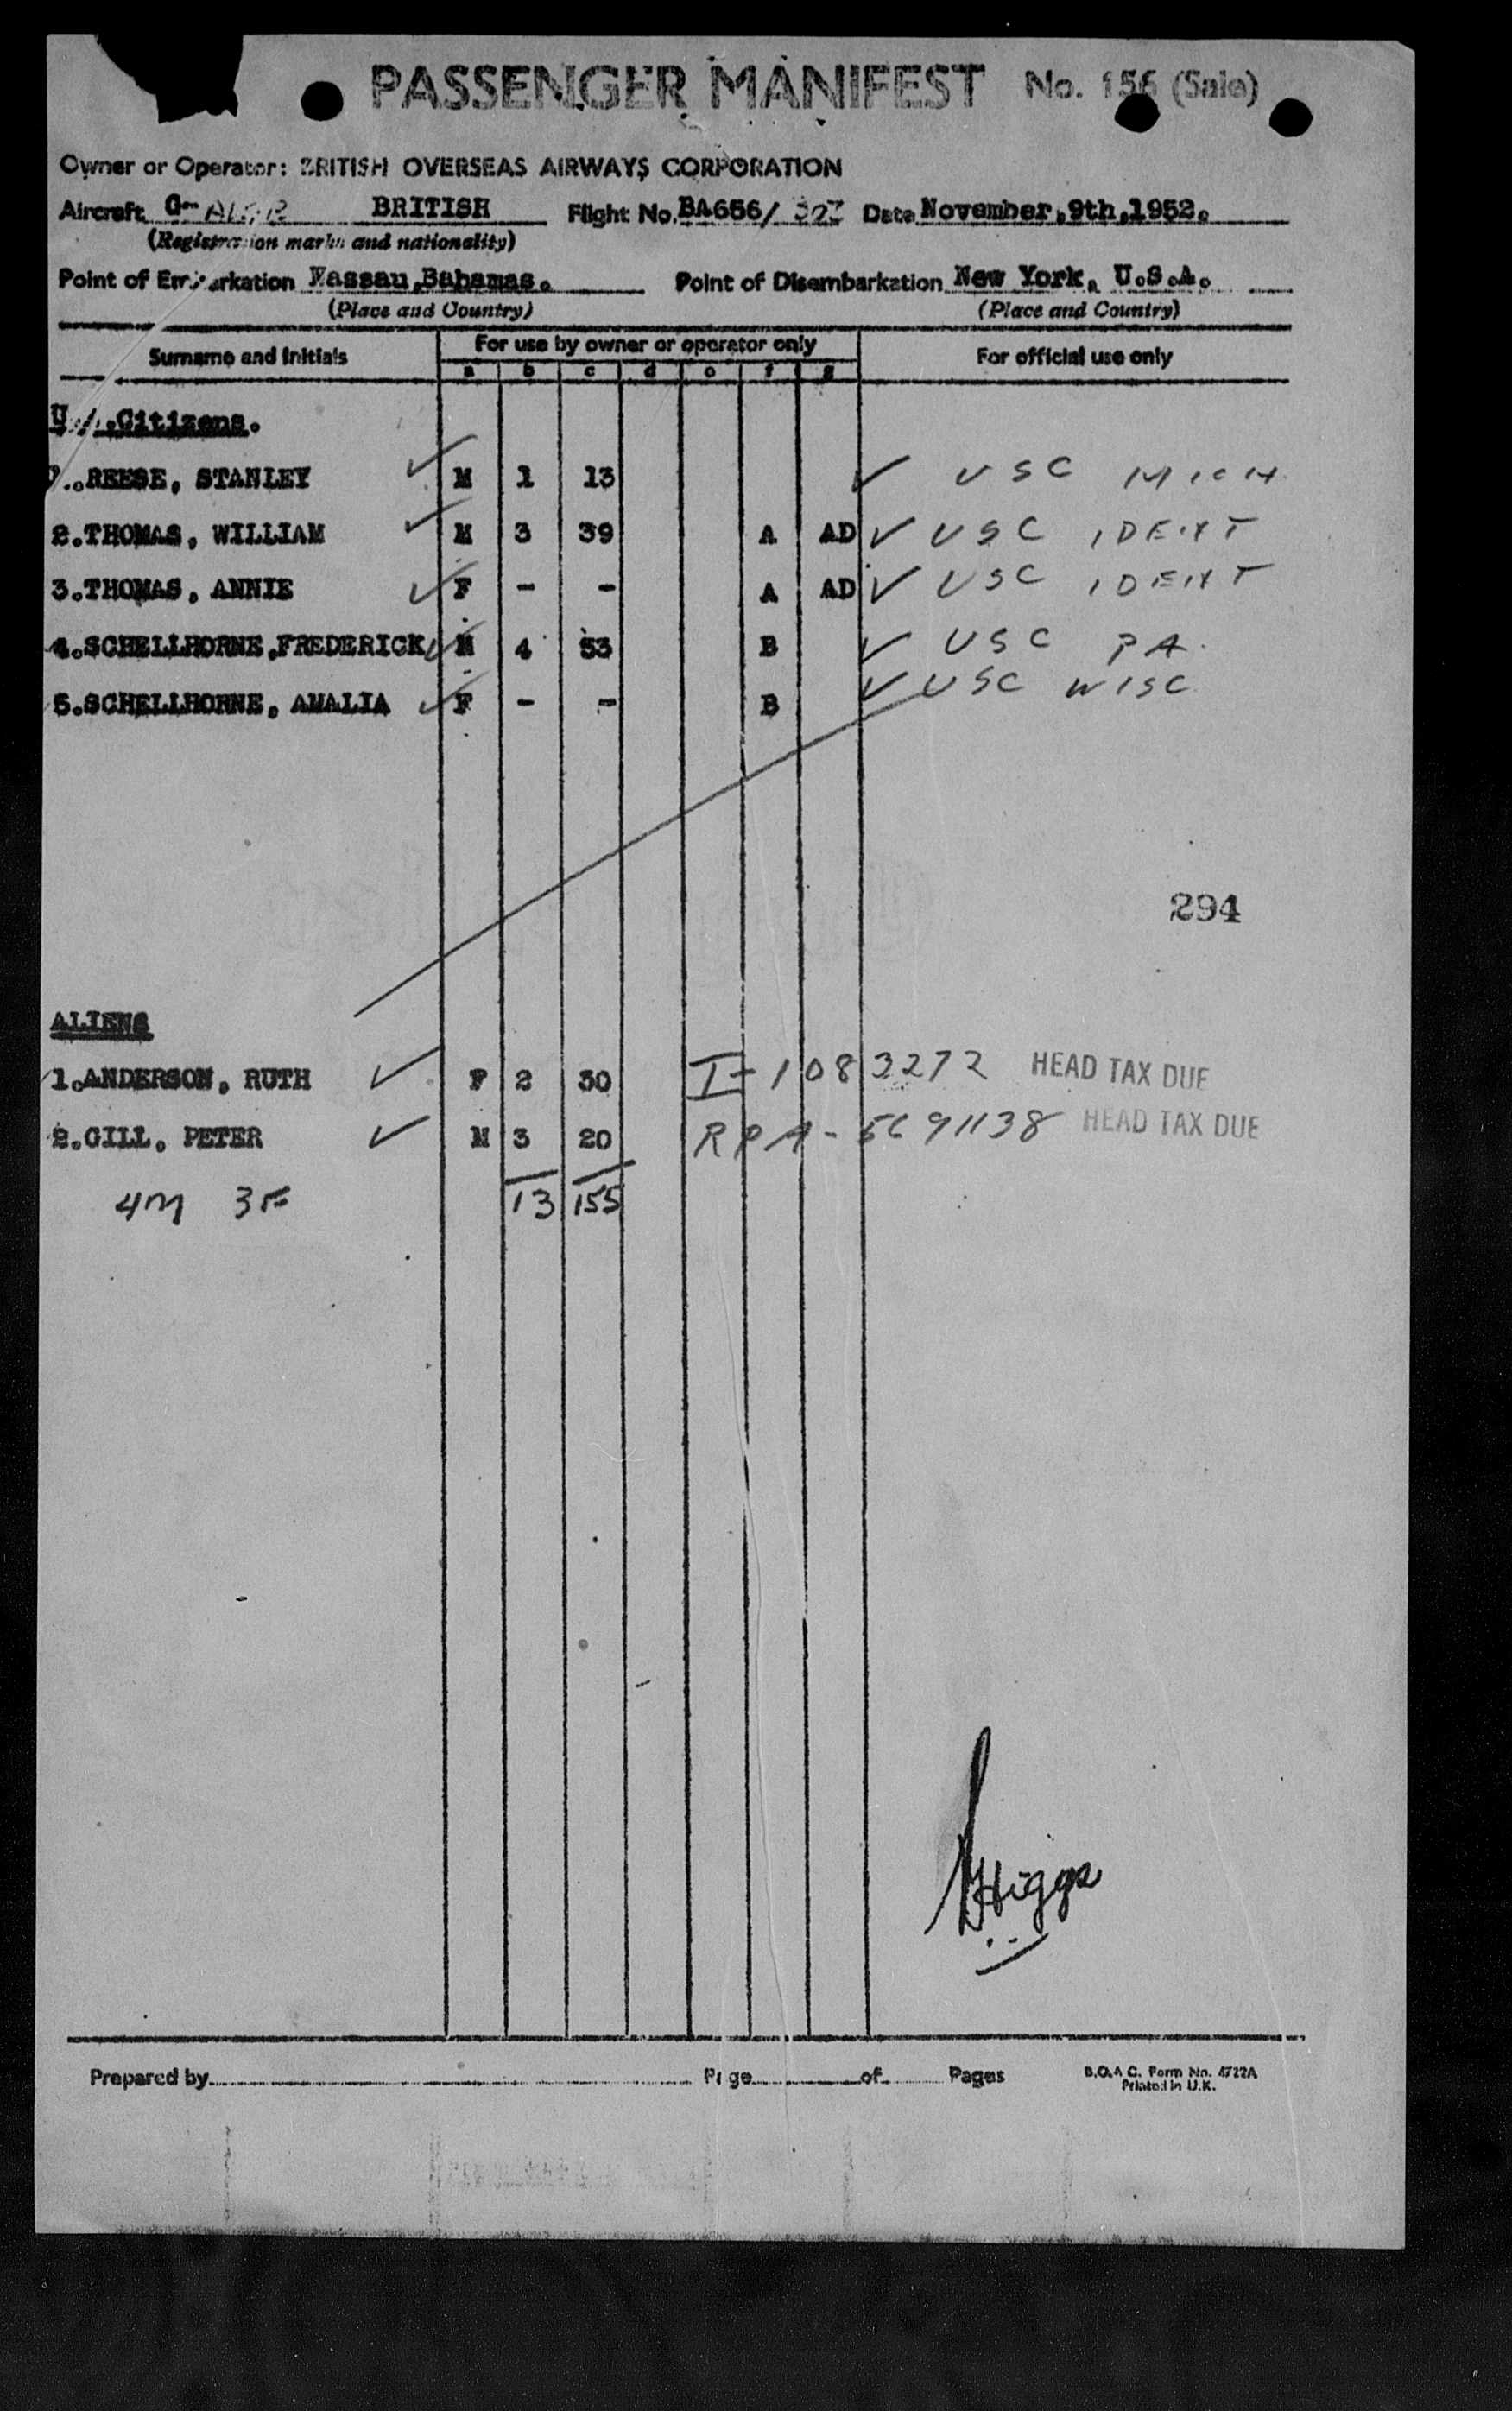 PASSENGER MANIFEST No. 156 (Sale)
Owner or Operator: BRITISH OVERSEAS AIRWAYS CORPORATION
Aircraft G- BRITISH Flight No. BA656/ Date November,9th,1952.
(Registration marks and nationality)
Point of Embarkation Nassau,Bahamas. Point of Disembarkation New York, U.S.A.
(Place and Country) (Place and Country)
Surname and Initials For use by owner or operator only For official use only
a b c d e f g
U.S.Citizens.
1.REESE, STANLEY M 1 13 USC MICH
2.THOMAS, WILLIAM M 3 39 A AD USC IDENT
3.THOMAS, ANNIE F - - A AD USC IDENT
4.SCHELLHORNE,FREDERICK M 4 53 B USC PA.
5.SCHELLHORNE, AMALIA F - - B USC WISC
294
ALIENS
1.ANDERSON, RUTH F 2 30 I-1083272 HEAD TAX DUE
2.GILL, PETER M 3 20 RPA-5691138 HEAD TAX DUE
4M 3F 13 155
Higgs
Prepared by Page of Pages B.O.A C. Form No. 4722A
Printed in U.K.